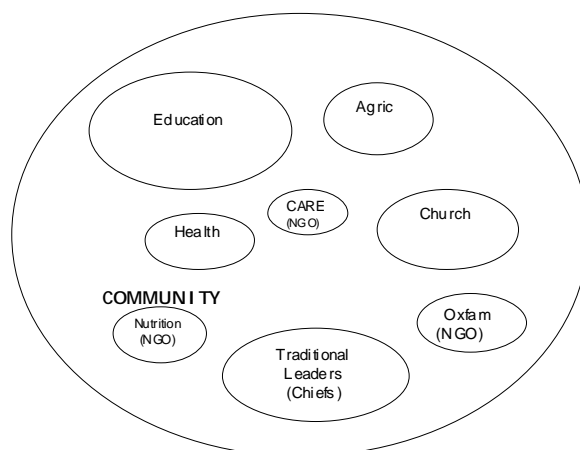 Education
Agric
CARE
(NGO)
Church
Health
COMMUNITY
Nutrition
(NGO)
Oxfam
(NGO)
Traditional
Leaders
(Chiefs)